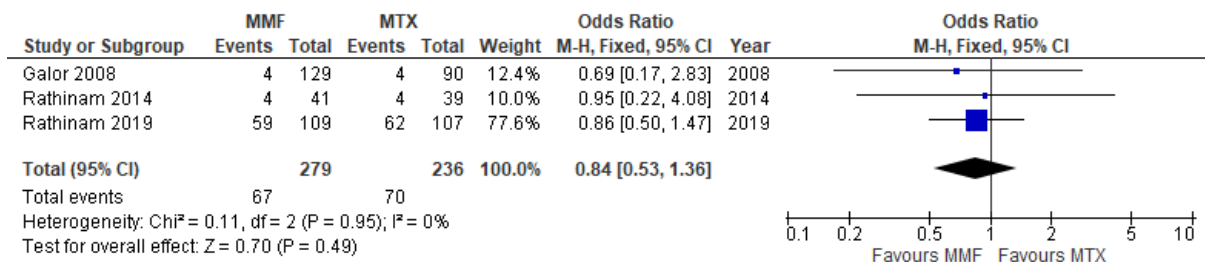 MMF MTX Odds Ratio Odds Ratio
Study or Subgroup Events Total Events Total Weight M-H, Fixed, 95% CI Year M-H, Fixed, 95% CI
Galor 2008 4 129 4 90 12.4% 0.69 [0.17, 2.83] 2008
Rathinam 2014 4 41 4 39 10.0% 0.95 [0.22, 4.08] 2014
Rathinam 2019 59 109 62 107 77.6% 0.86 [0.50, 1.47] 2019
Total (95% CI) 279 236 100.0% 0.84 [0.53, 1.36]
Total events 67 70
Heterogeneity: Chi² = 0.11, df = 2 (P = 0.95); I² = 0%
Test for overall effect: Z = 0.70 (P = 0.49)
0.1 0.2 0.5 1 2 5 10
Favours MMF Favours MTX